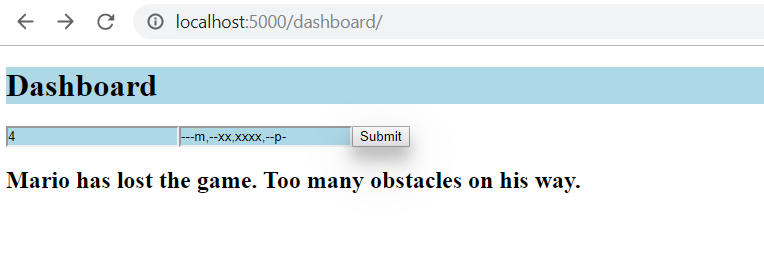 localhost:5000/dashboard/
Dashboard
4 ---m,--xx,xxxx,--p- Submit
Mario has lost the game. Too many obstacles on his way.